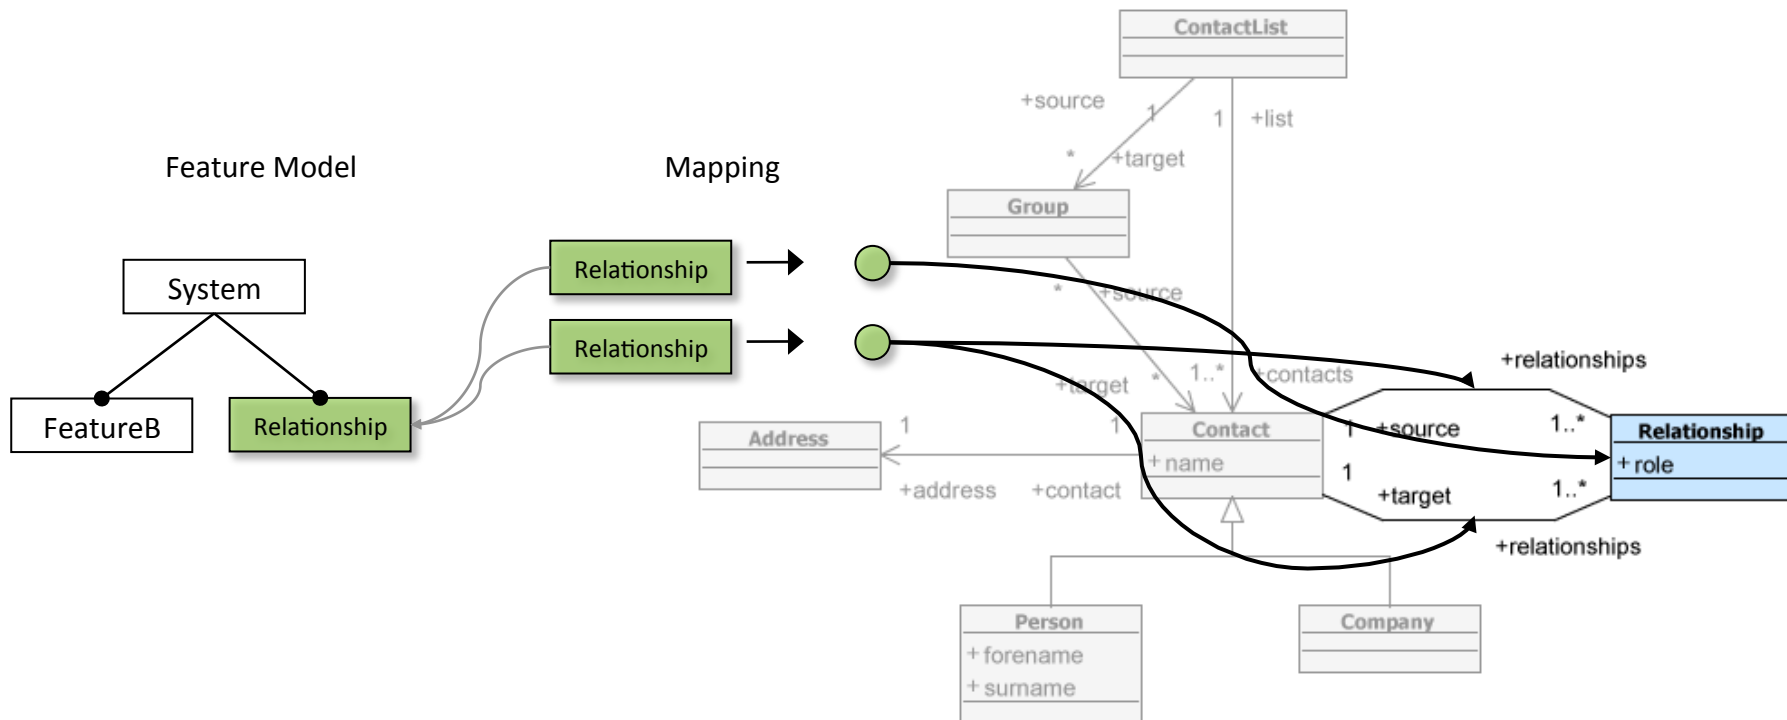 ContactList
+source
1
1
+list
Feature Model
Mapping
*
+target
Group
Relationship
System
*
+source
Relationship
+relationships
+target
*
1..*
+contacts
FeatureB
Relationship
Address
1
1
Contact
1
+source
1..*
Relationship
+ name
1
+ role
+address
+contact
+target
1..*
+relationships
Person
Company
+ forename
+ surname